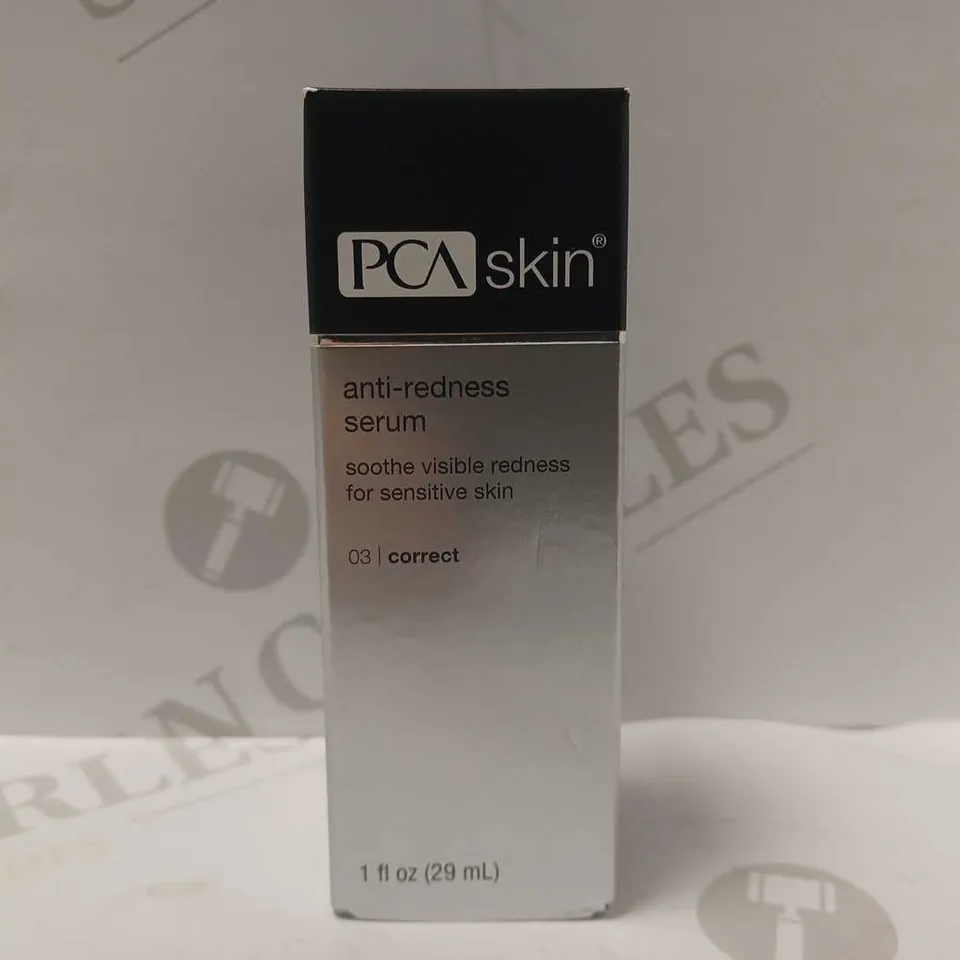 PCA skin®
anti-redness
serum
soothe visible redness
for sensitive skin
03 | correct
1 fl oz (29 mL)